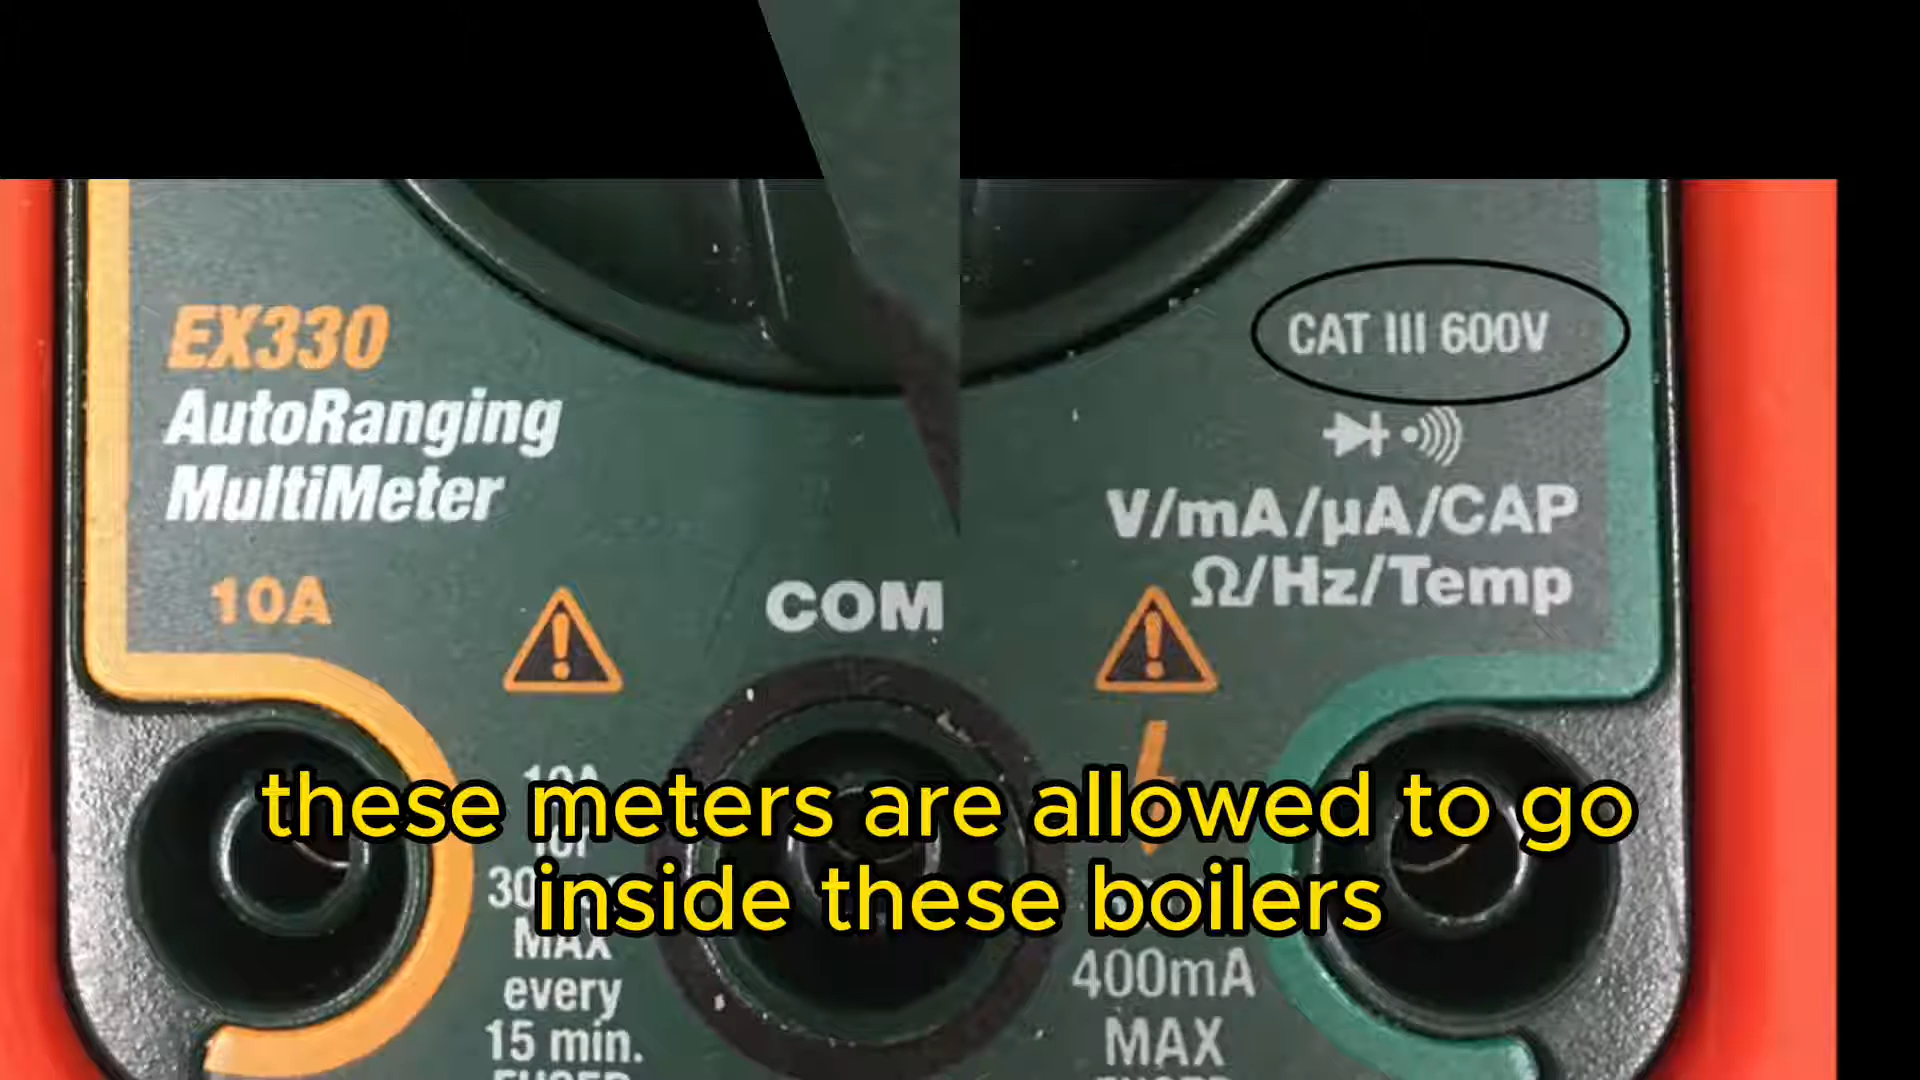 EX330
AutoRanging
MultiMeter
CAT III 600V
V/mA/µA/CAP
Ω/Hz/Temp
10A
COM
these meters are allowed to go
inside these boilers
MAX
every
15 min.
400mA
MAX